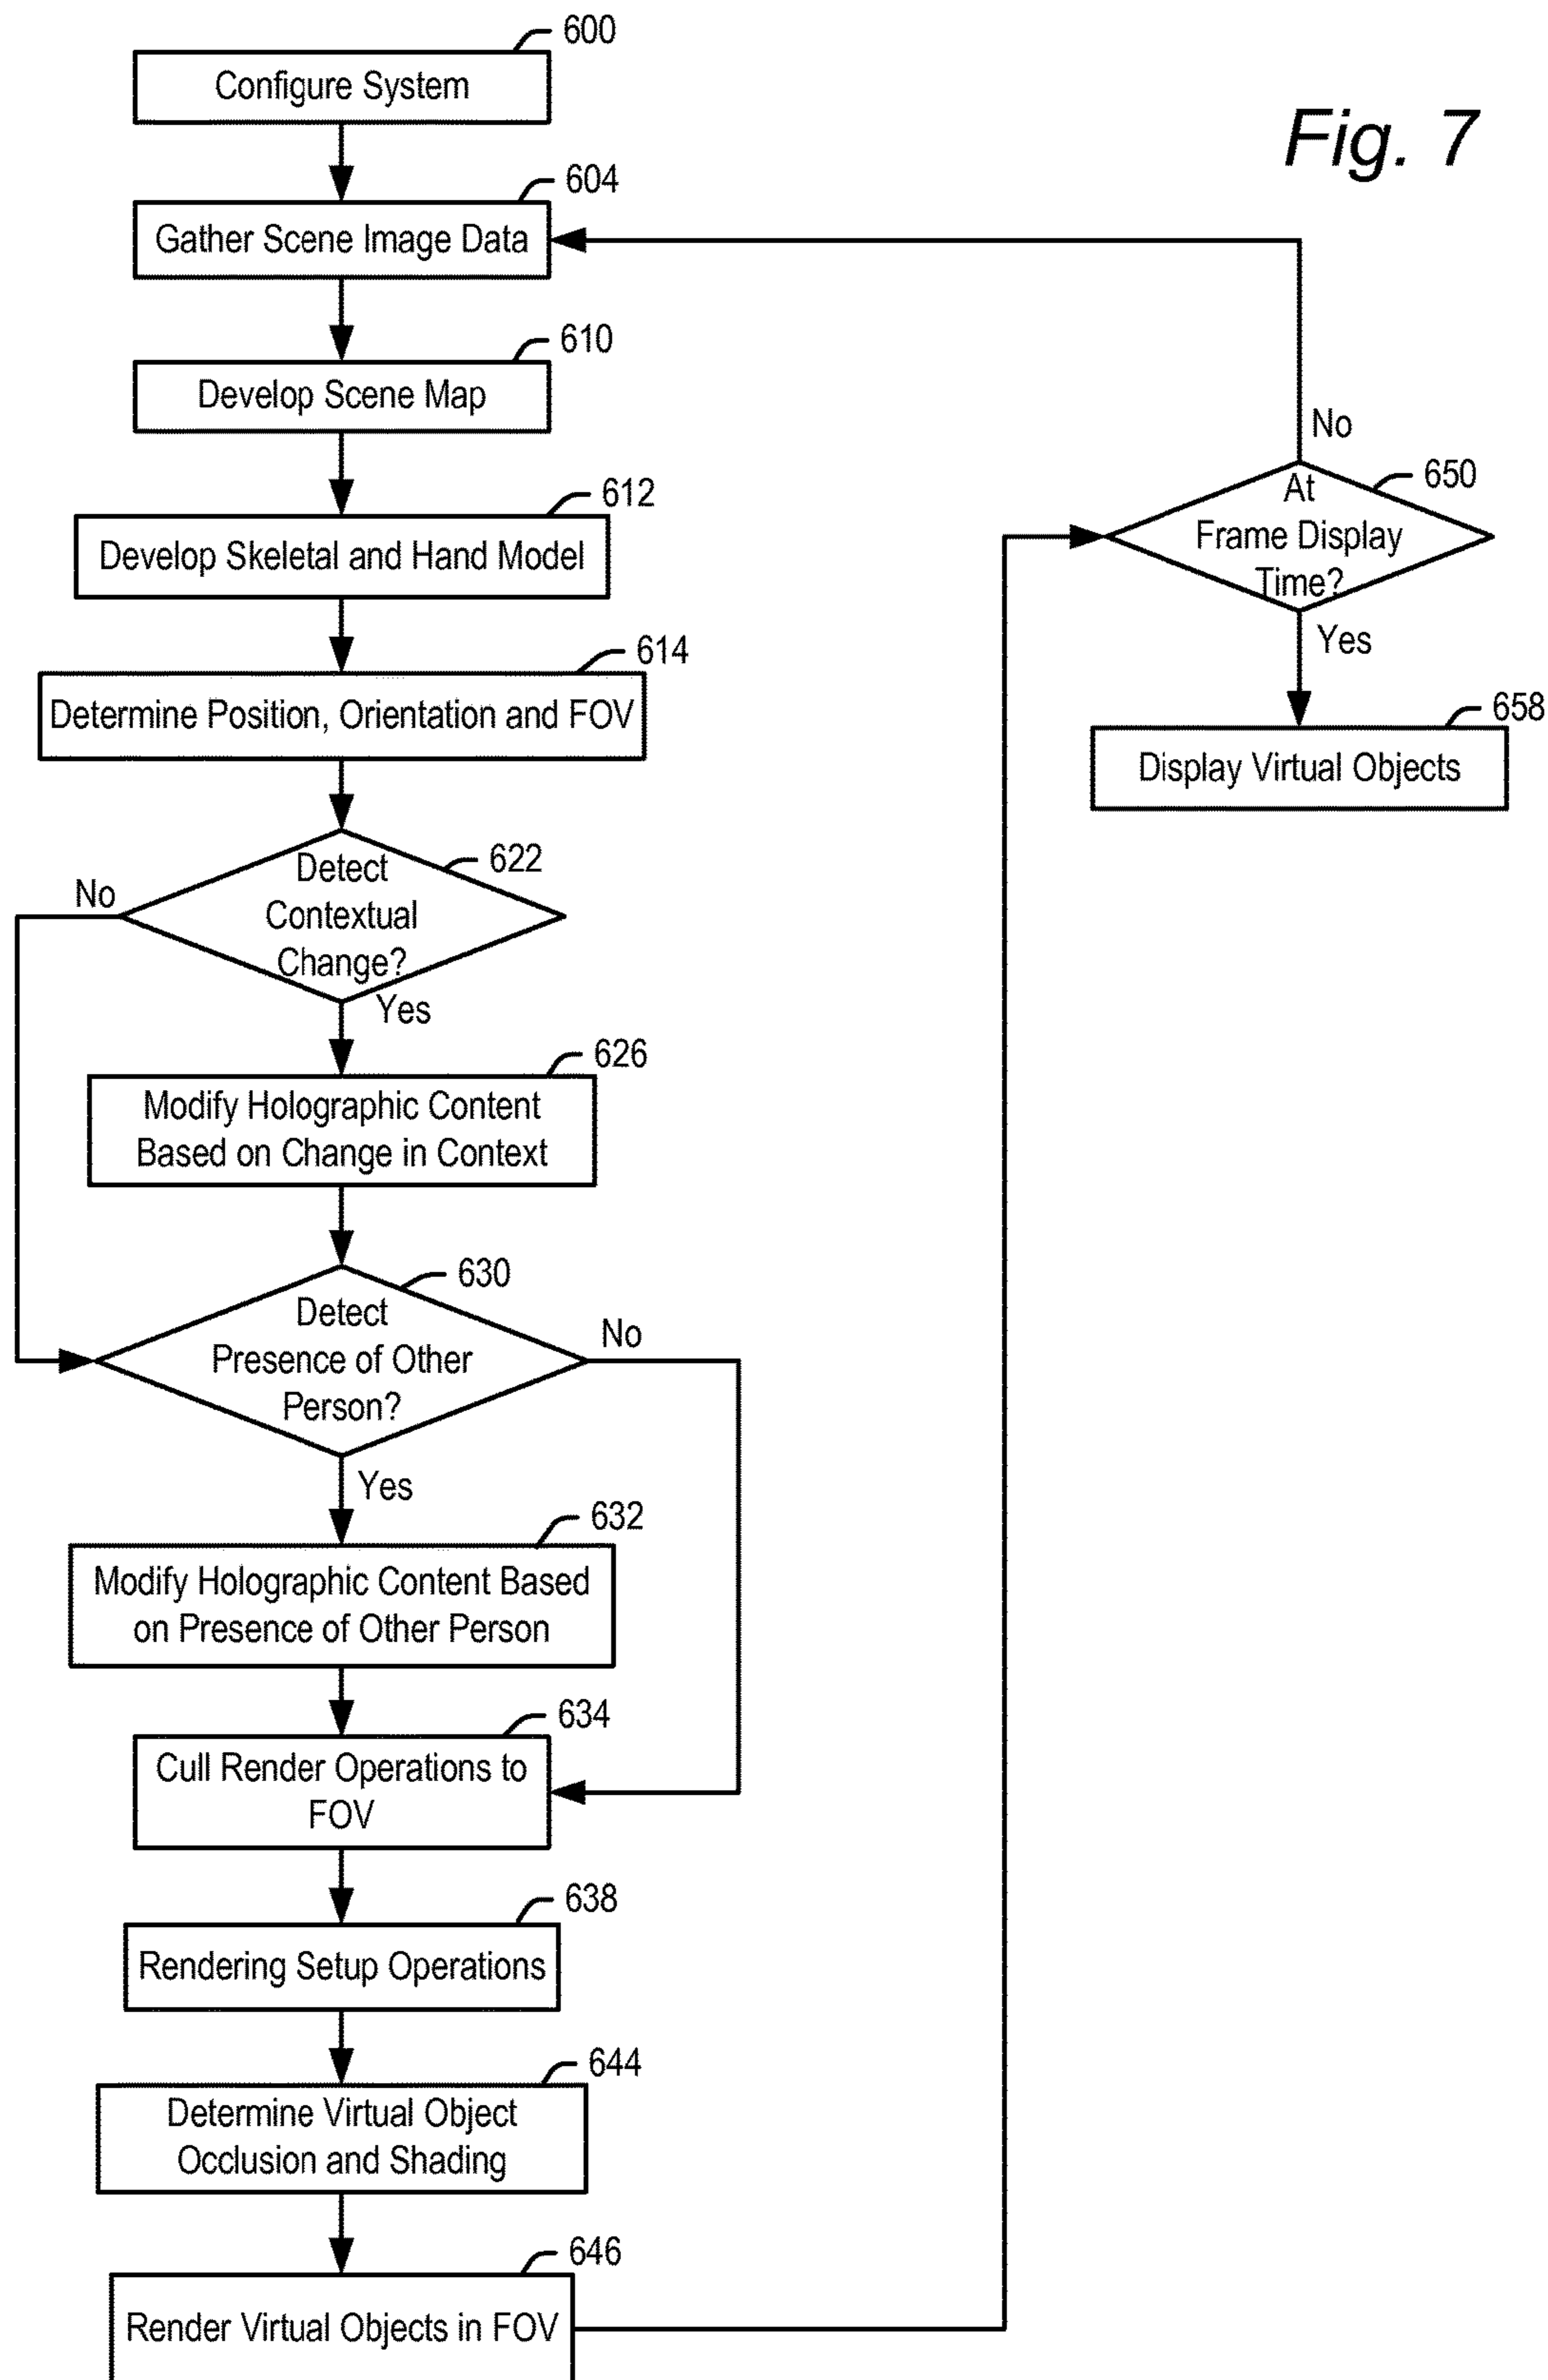 600
Configure System
Fig. 7
604
Gather Scene Image Data
610
Develop Scene Map
612
Develop Skeletal and Hand Model
614
Determine Position, Orientation and FOV
622
Detect
Contextual
Change?
No
Yes
626
Modify Holographic Content
Based on Change in Context
630
Detect
Presence of Other
Person?
No
Yes
632
Modify Holographic Content Based
on Presence of Other Person
634
Cull Render Operations to
FOV
638
Rendering Setup Operations
644
Determine Virtual Object
Occlusion and Shading
646
Render Virtual Objects in FOV
No
650
At
Frame Display
Time?
Yes
658
Display Virtual Objects